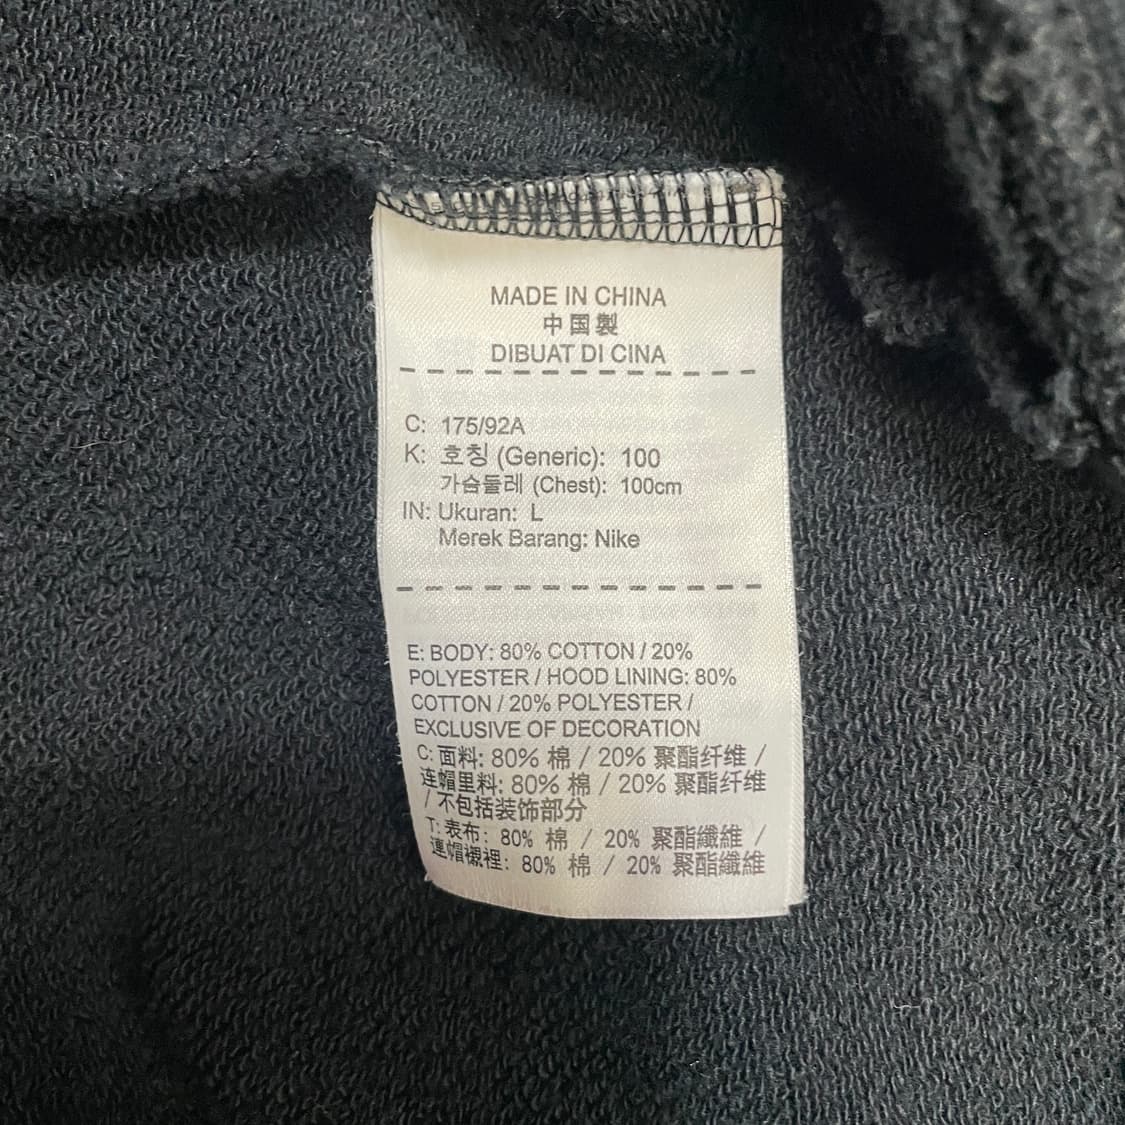 MADE IN CHINA
中国製
DIBUAT DI CINA
C: 175/92A
K: 호칭 (Generic): 100
가슴둘레 (Chest): 100cm
IN: Ukuran: L
Merek Barang: Nike
E: BODY: 80% COTTON / 20%
POLYESTER / HOOD LINING: 80%
COTTON / 20% POLYESTER /
EXCLUSIVE OF DECORATION
C: 面料: 80% 棉 / 20% 聚酯纤维 /
连帽里料: 80% 棉 / 20% 聚酯纤维
/ 不包括装饰部分
T: 表布: 80% 棉 / 20% 聚酯纖維 /
連帽襯裡: 80% 棉 / 20% 聚酯纖維